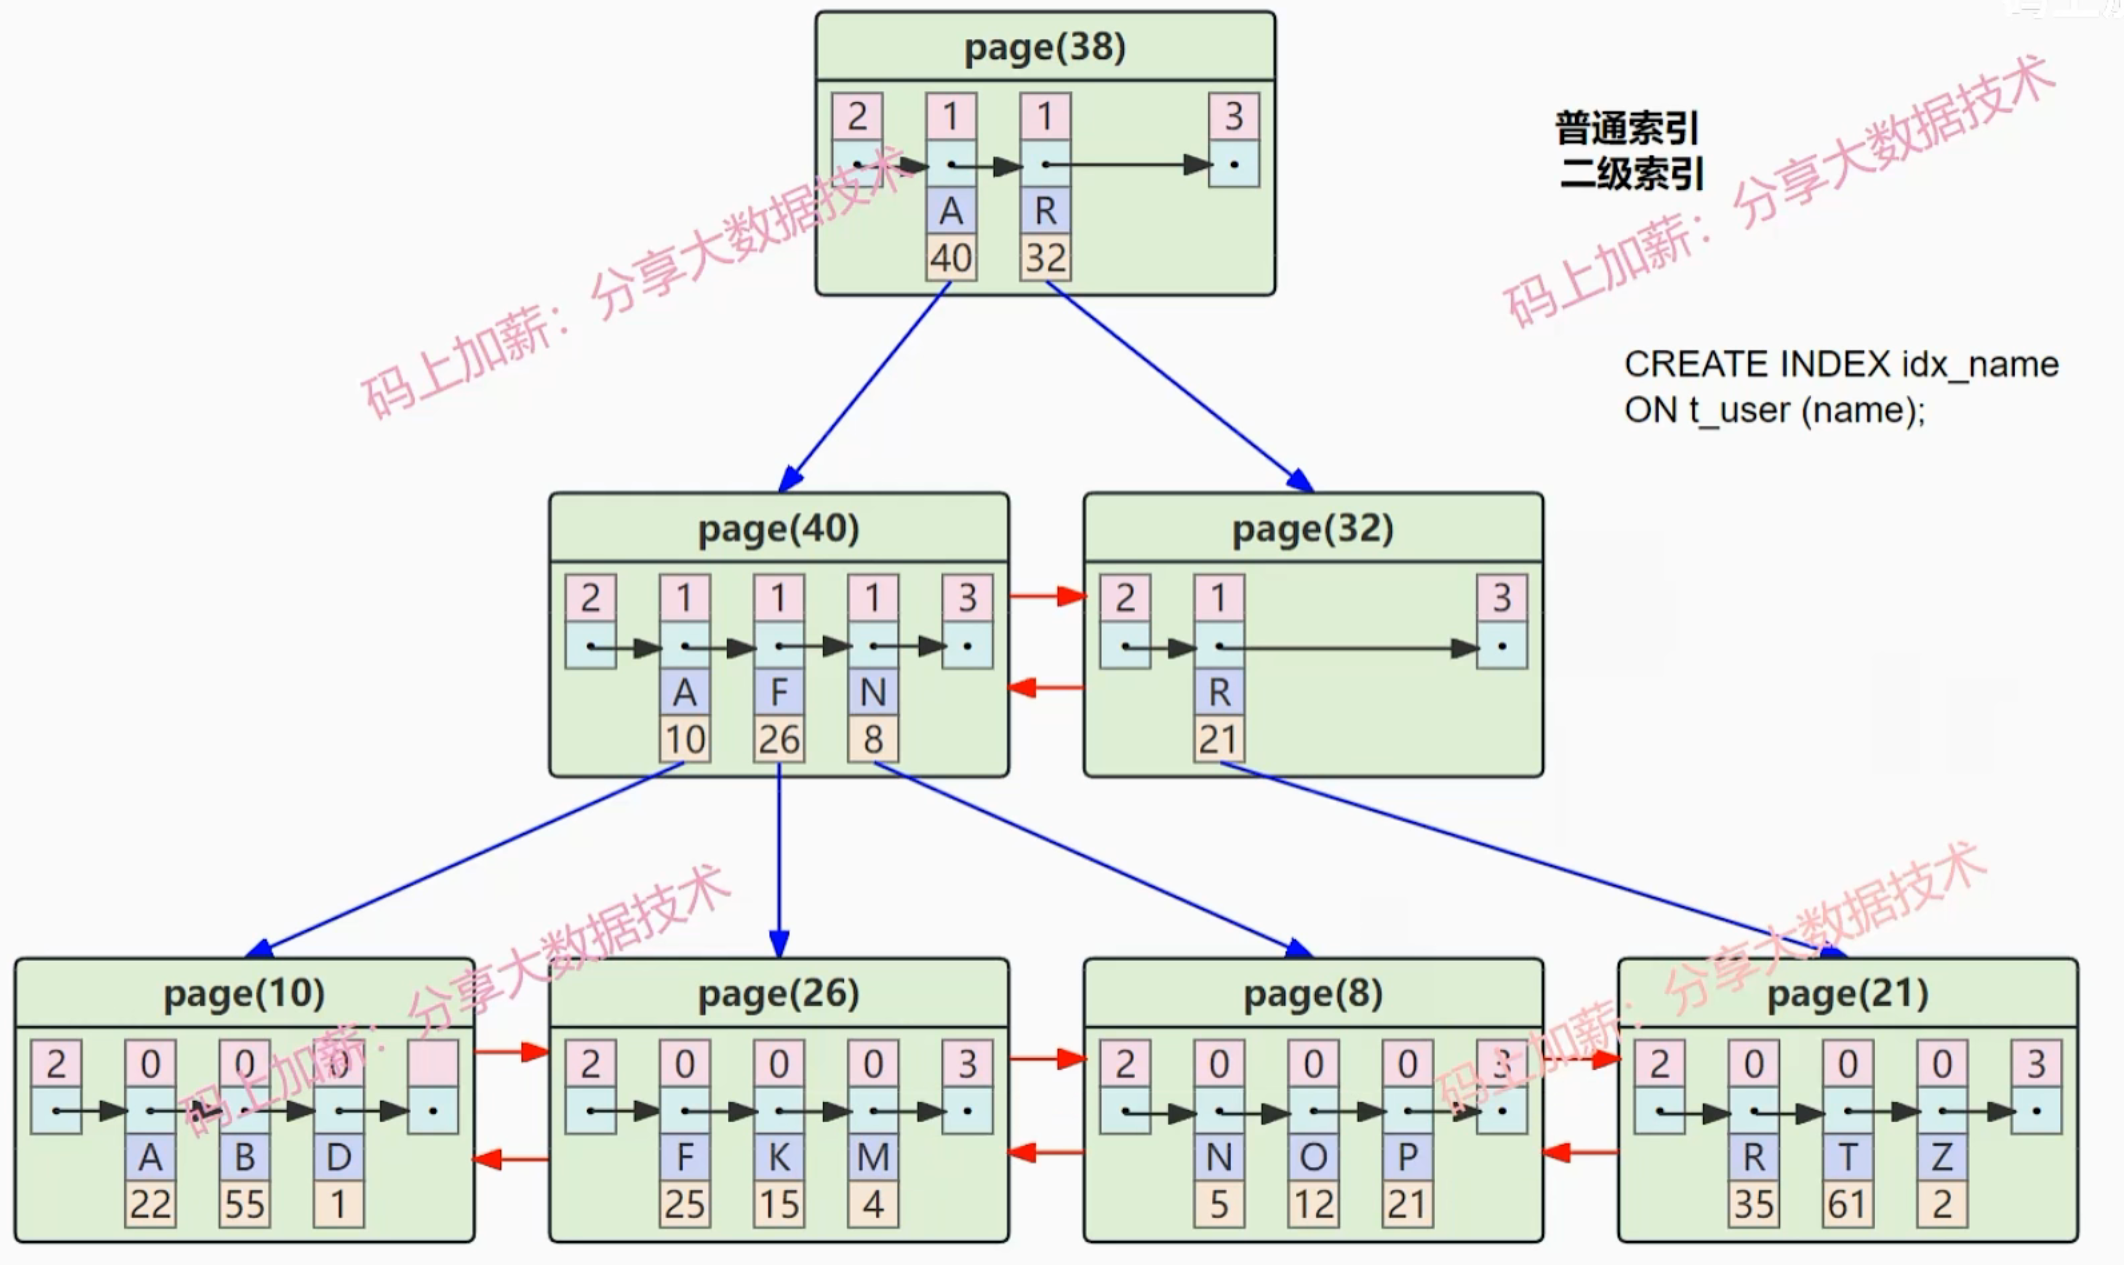 page(38)
2 1 1 3
A R
40 32
普通索引
二级索引
码上加薪：分享大数据技术
码上加薪：分享大数据技术
CREATE INDEX idx_name
ON t_user (name);
page(40) page(32)
2 1 1 1 3 2 1 3
A F N R
10 26 8 21
码上加薪：分享大数据技术
码上加薪：分享大数据技术
page(10) page(26) page(8) page(21)
2 0 0 0 2 0 0 0 3 2 0 0 0 3 2 0 0 0 3
A B D F K M N O P R T Z
22 55 1 25 15 4 5 12 21 35 61 2